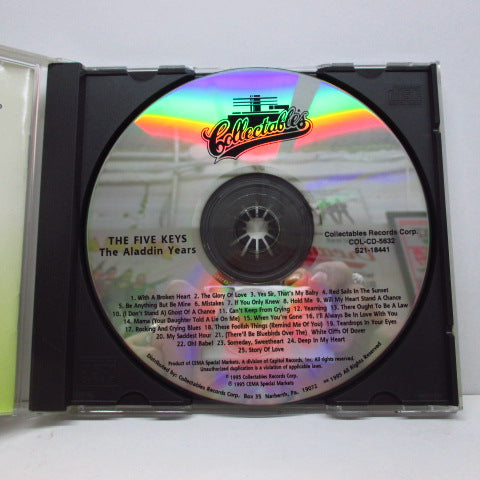 Collectables
THE FIVE KEYS
The Aladdin Years
Collectables Records Corp.
COL-CD-5632
S21-18441
1. With A Broken Heart 2. The Glory Of Love 3. Yes Sir, That's My Baby 4. Red Sails In The Sunset
5. Be Anything But Be Mine 6. Mistakes 7. If You Only Knew 8. Hold Me 9. Will My Heart Stand A Chance
10. (I Don't Stand A) Ghost Of A Chance 11. Can't Keep From Crying 12. Yearning 13. There Ought To Be A Law
14. Mama (Your Daughter Told A Lie On Me) 15. When You're Gone 16. I'll Always Be In Love With You
17. Rocking And Crying Blues 18. These Foolish Things (Remind Me Of You) 19. Teardrops In Your Eyes
20. My Saddest Hour 21. (There'll Be Bluebirds Over The) White Cliffs Of Dover
22. Oh! Babe! 23. Someday, Sweetheart 24. Deep In My Heart
25. Story Of Love
Product of CEMA Special Markets, A division of Capitol Records, Inc. All rights reserved.
Unauthorized duplication is a violation of applicable laws.
℗ 1995 Collectables Records Corp.
© 1995 CEMA Special Markets
Distributed by: Collectables Records Corp. Box 35 Narberth, Pa. 19072 • 1995 All Rights Reserved